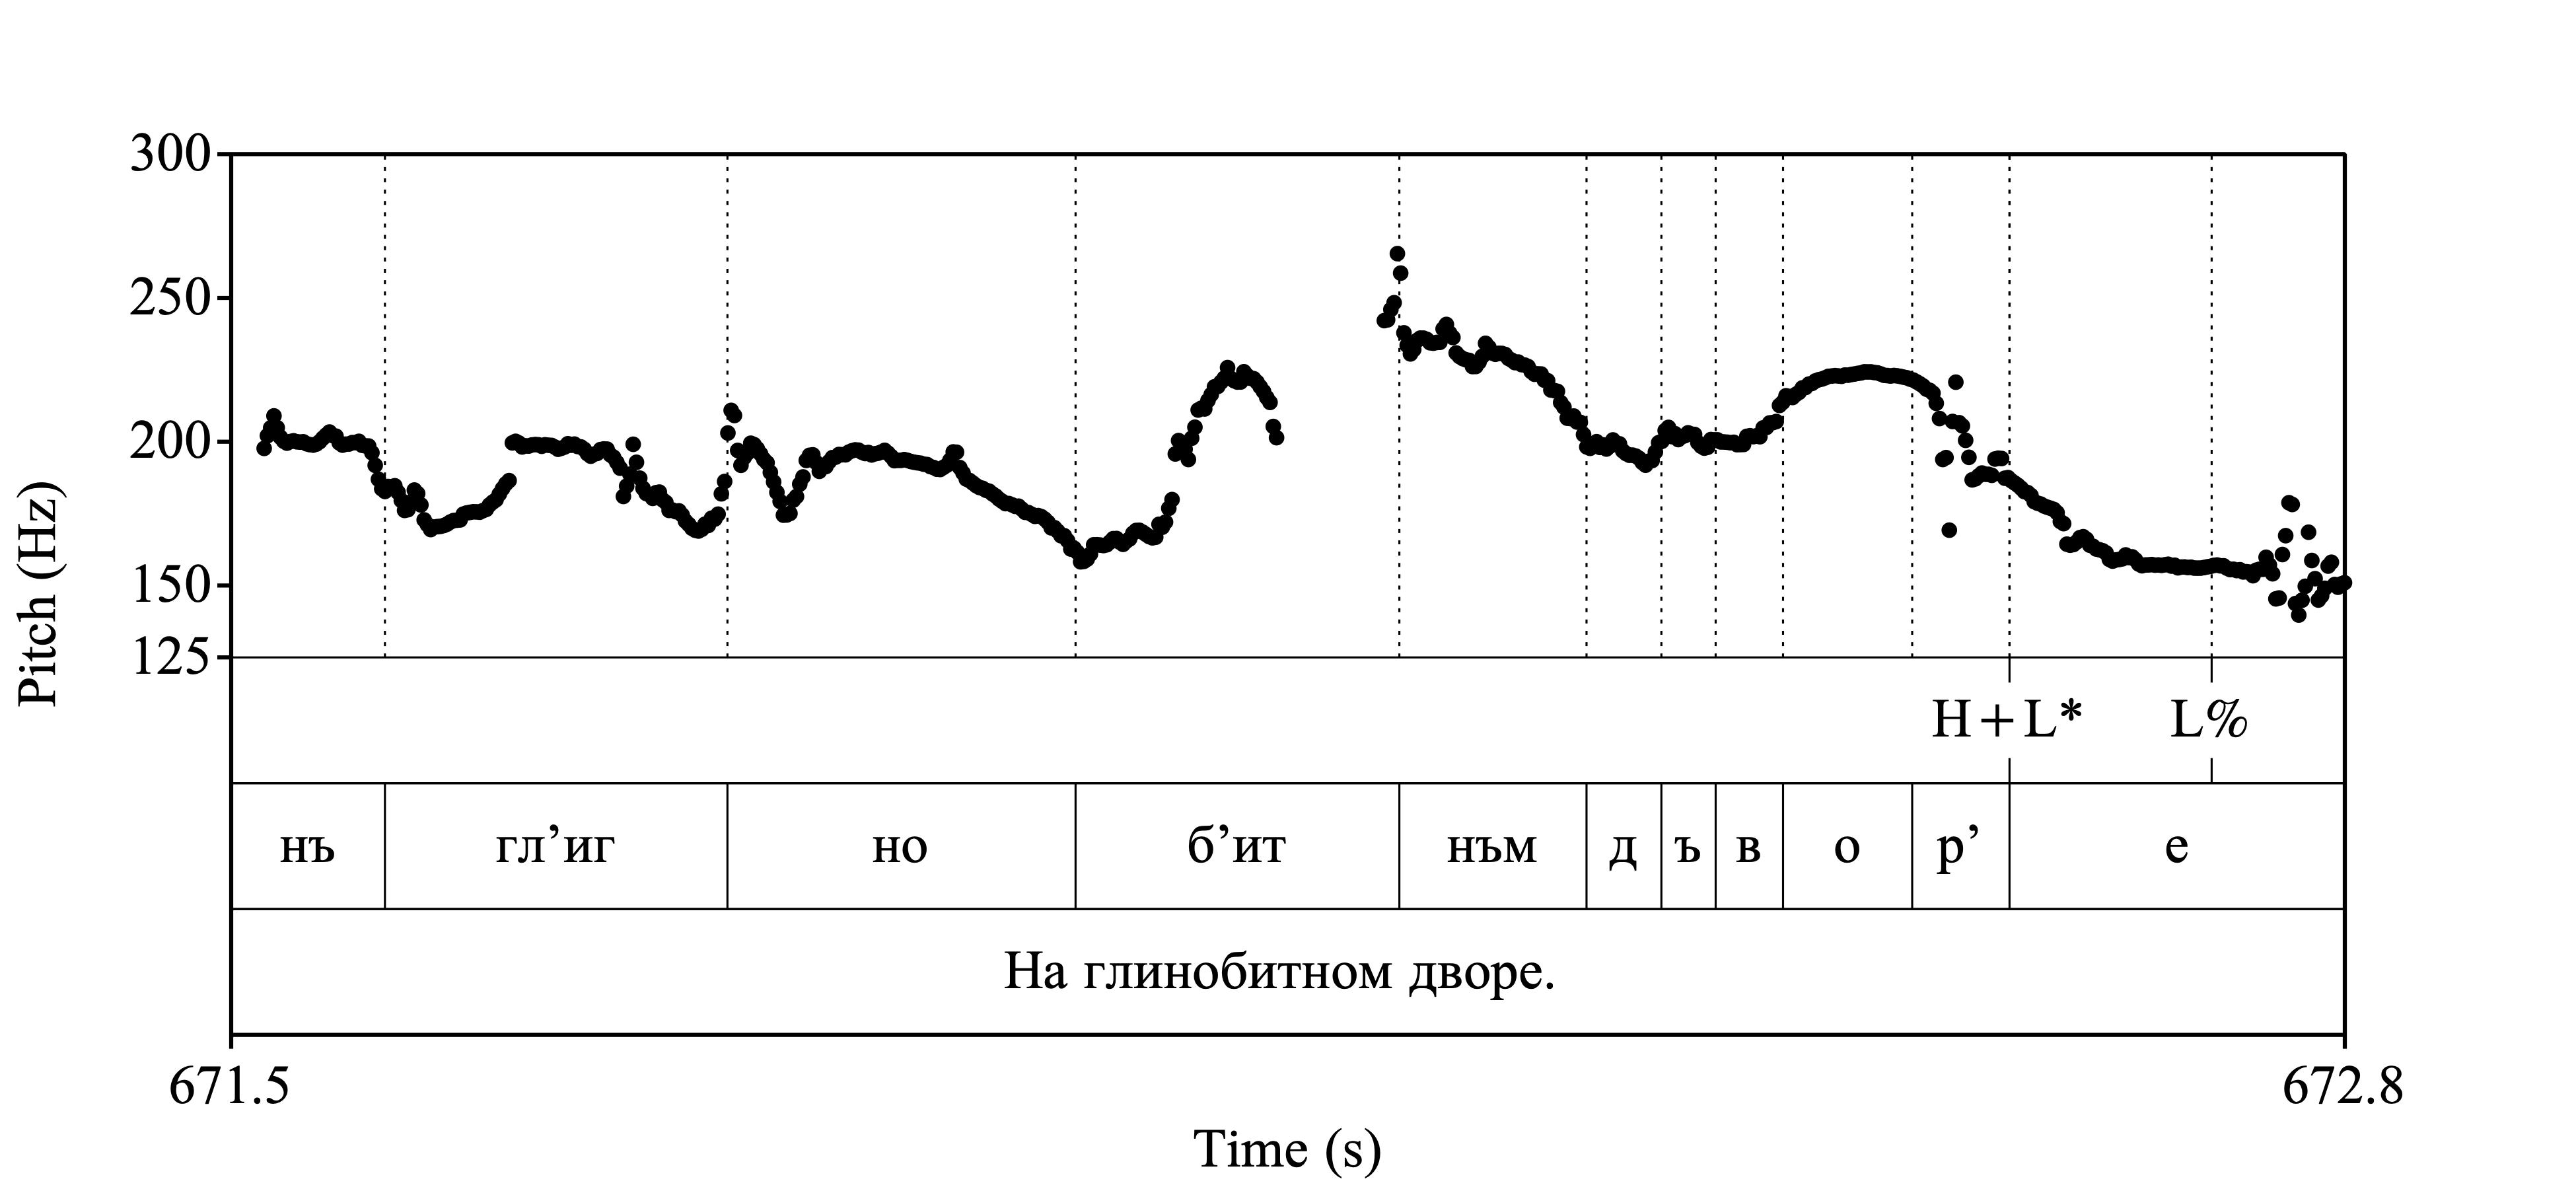 300
250
200
150
125
Pitch (Hz)
H+L* L%
нъ гл’иг но б’ит нъм д ъ в о р’ е
На глинобитном дворе.
671.5 672.8
Time (s)